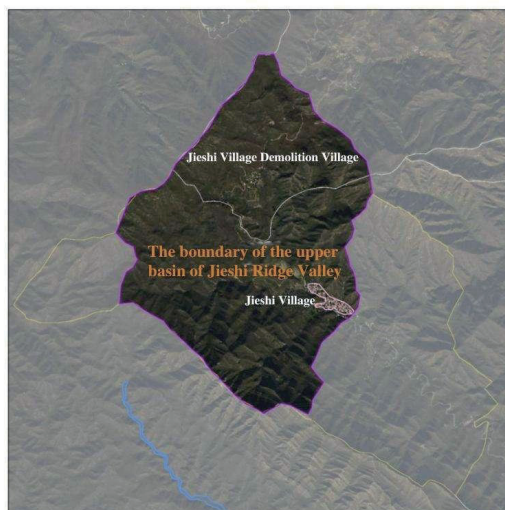 Jieshi Village Demolition Village
The boundary of the upper
basin of Jieshi Ridge Valley
Jieshi Village